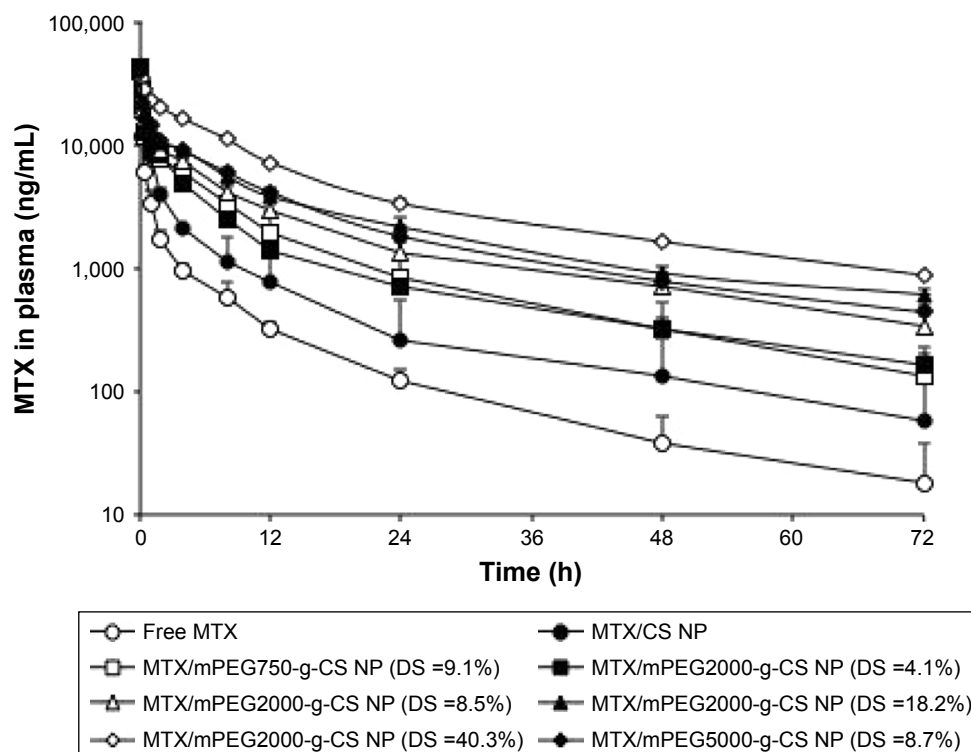 100,000
10,000
1,000
100
10
MTX in plasma (ng/mL)
0 12 24 36 48 60 72
Time (h)
Free MTX MTX/CS NP
MTX/mPEG750-g-CS NP (DS =9.1%) MTX/mPEG2000-g-CS NP (DS =4.1%)
MTX/mPEG2000-g-CS NP (DS =8.5%) MTX/mPEG2000-g-CS NP (DS =18.2%)
MTX/mPEG2000-g-CS NP (DS =40.3%) MTX/mPEG5000-g-CS NP (DS =8.7%)